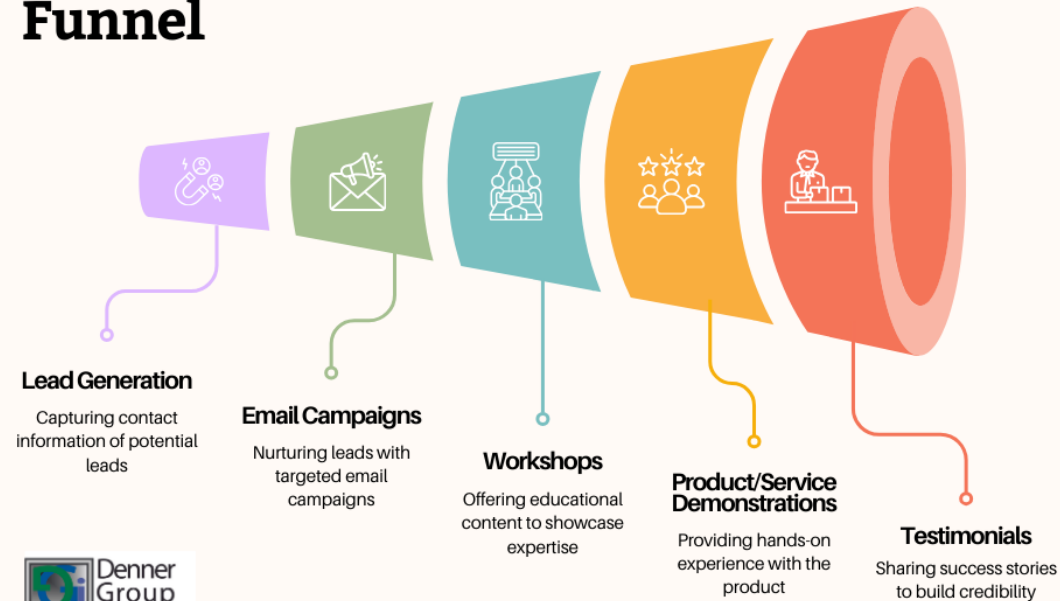 Funnel
Lead Generation
Capturing contact
information of potential
leads
Email Campaigns
Nurturing leads with
targeted email
campaigns
Workshops
Offering educational
content to showcase
expertise
Product/Service
Demonstrations
Providing hands-on
experience with the
product
Testimonials
Sharing success stories
to build credibility
Denner
Group